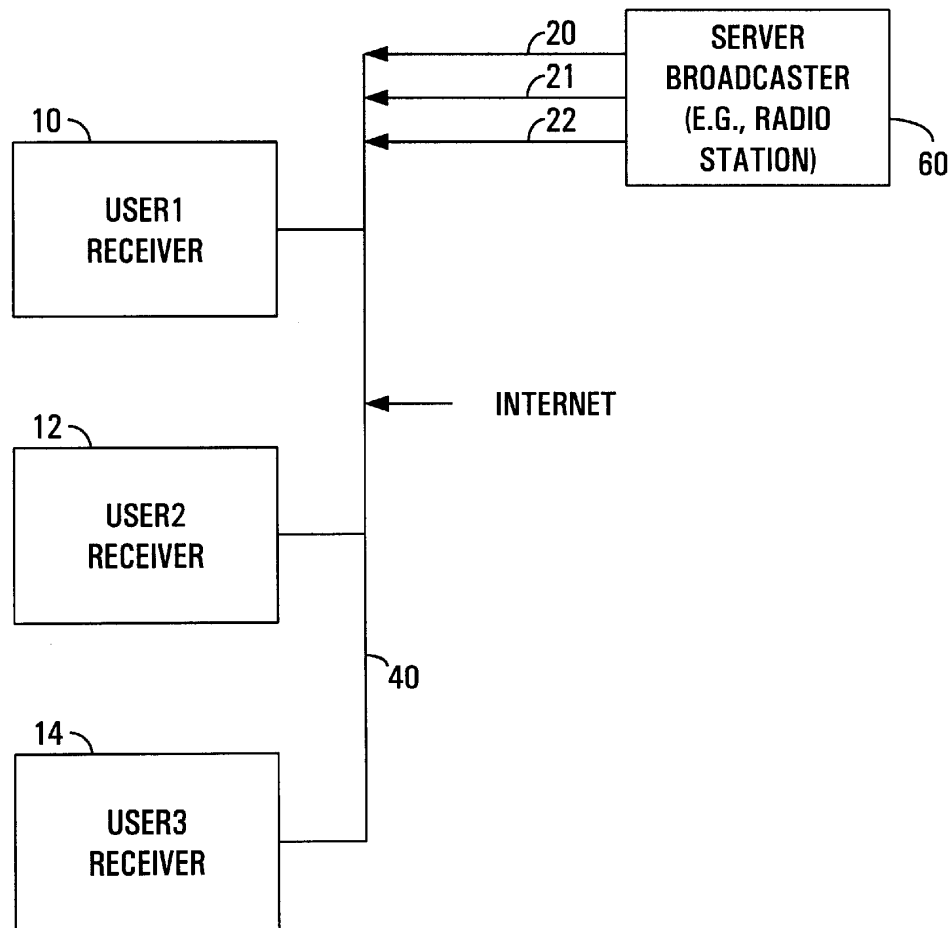 20
21
22
SERVER
BROADCASTER
(E.G., RADIO
STATION)
60
10
USER1
RECEIVER
INTERNET
12
USER2
RECEIVER
40
14
USER3
RECEIVER